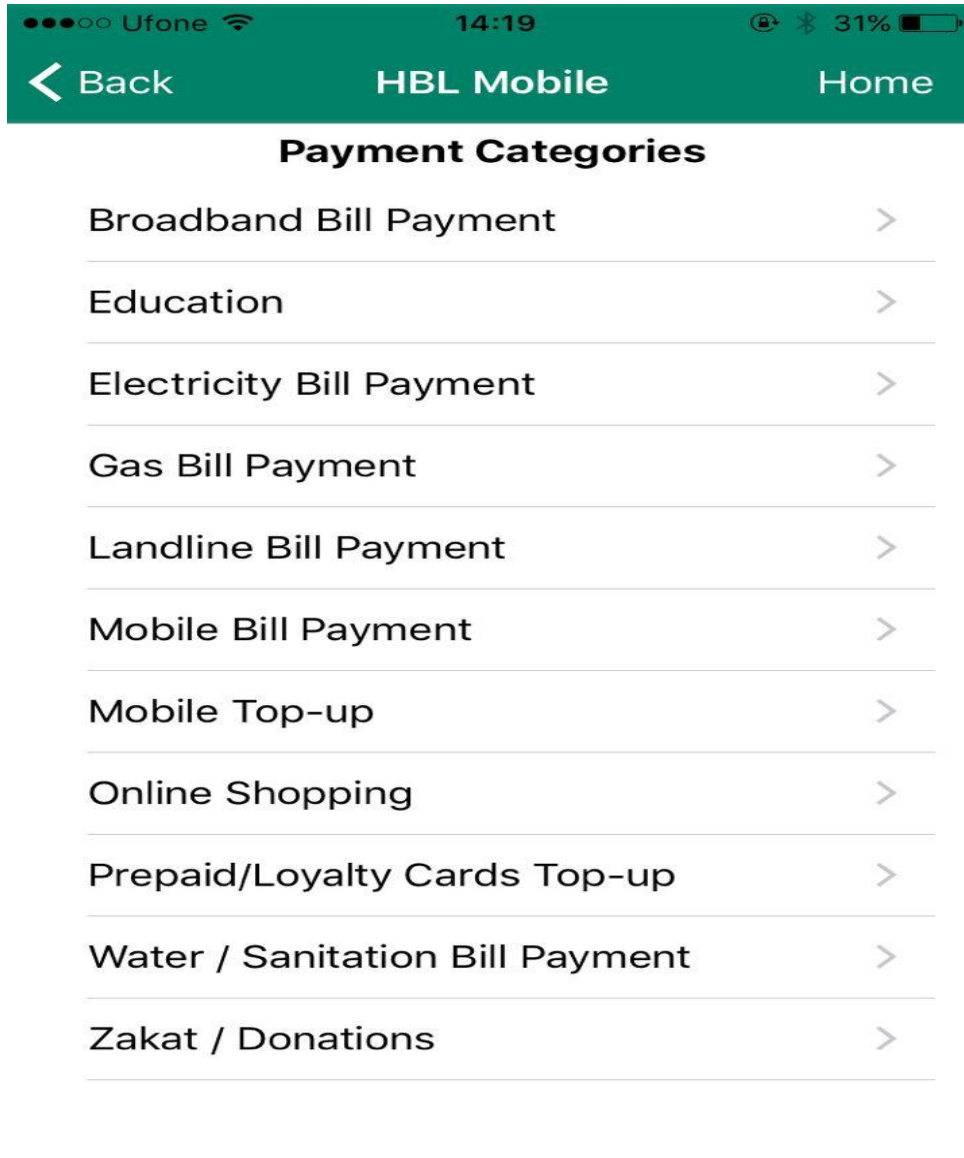 Ufone 14:19 31%
Back HBL Mobile Home
Payment Categories
Broadband Bill Payment
Education
Electricity Bill Payment
Gas Bill Payment
Landline Bill Payment
Mobile Bill Payment
Mobile Top-up
Online Shopping
Prepaid/Loyalty Cards Top-up
Water / Sanitation Bill Payment
Zakat / Donations